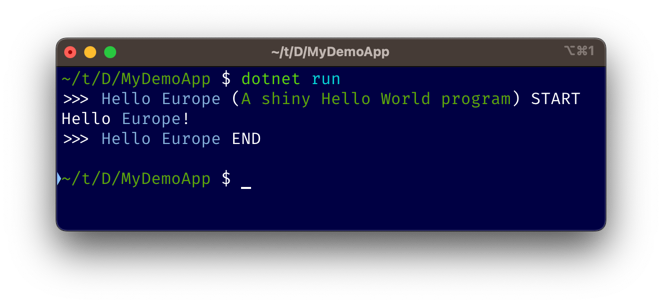 ~/t/D/MyDemoApp
⌥⌘1
~/t/D/MyDemoApp $ dotnet run
>>> Hello Europe (A shiny Hello World program) START
Hello Europe!
>>> Hello Europe END
~/t/D/MyDemoApp $ _